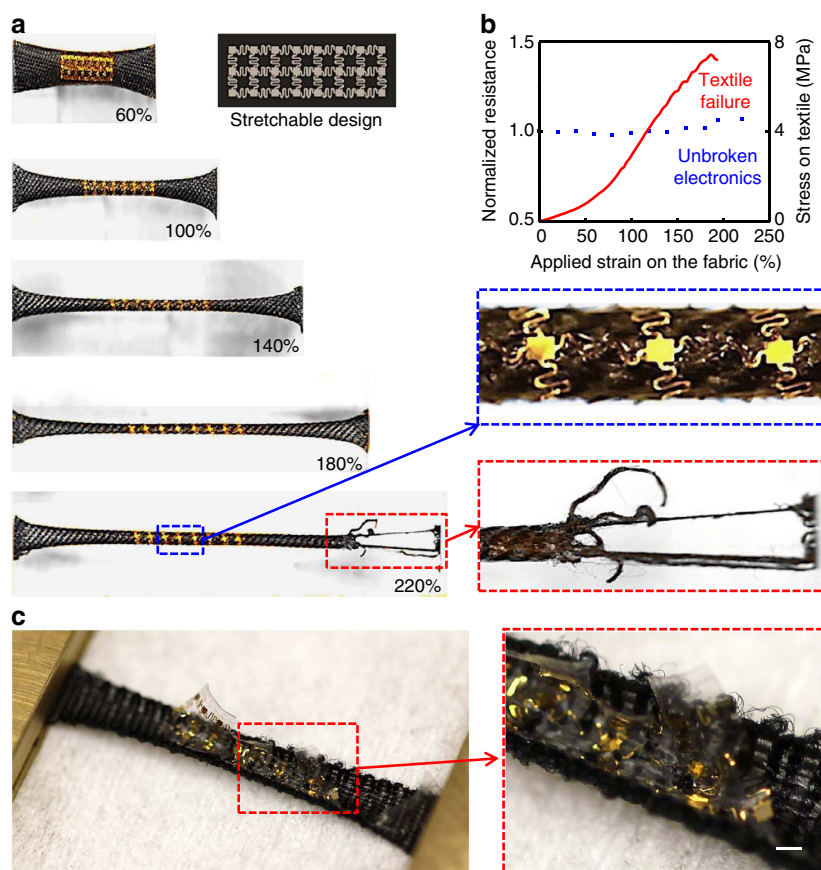 a
60%
Stretchable design
100%
140%
180%
220%
b
Normalized resistance
1.5
1.0
0.5
Textile
failure
Unbroken
electronics
8
4
0
Stress on textile (MPa)
0 50 100 150 200 250
Applied strain on the fabric (%)
c